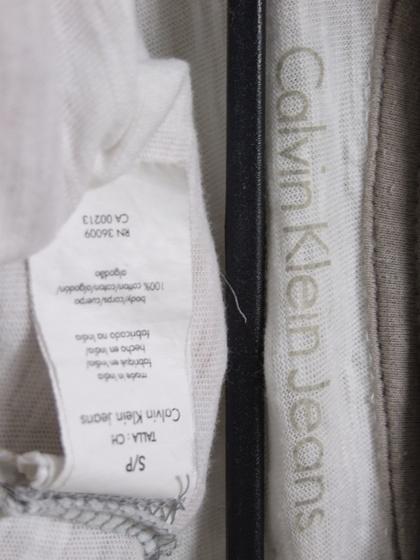 Calvin Klein Jeans
S/P
TALLA : CH
Calvin Klein jeans
made in India/
fabriqué en Inde/
hecho en India/
fabricado na Índia
body/corps/cuerpo
100% cotton/coton/algodón/
algodão
RN 36009
CA 00213